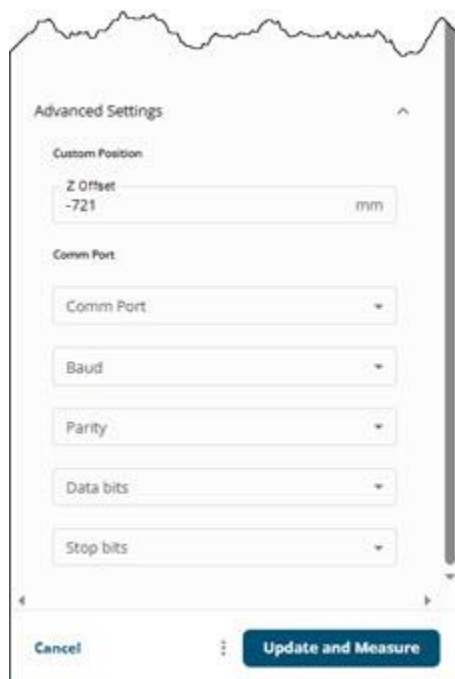 Advanced Settings
Custom Position
Z Offset
-721 mm
Comm Port
Comm Port
Baud
Parity
Data bits
Stop bits
Cancel
Update and Measure